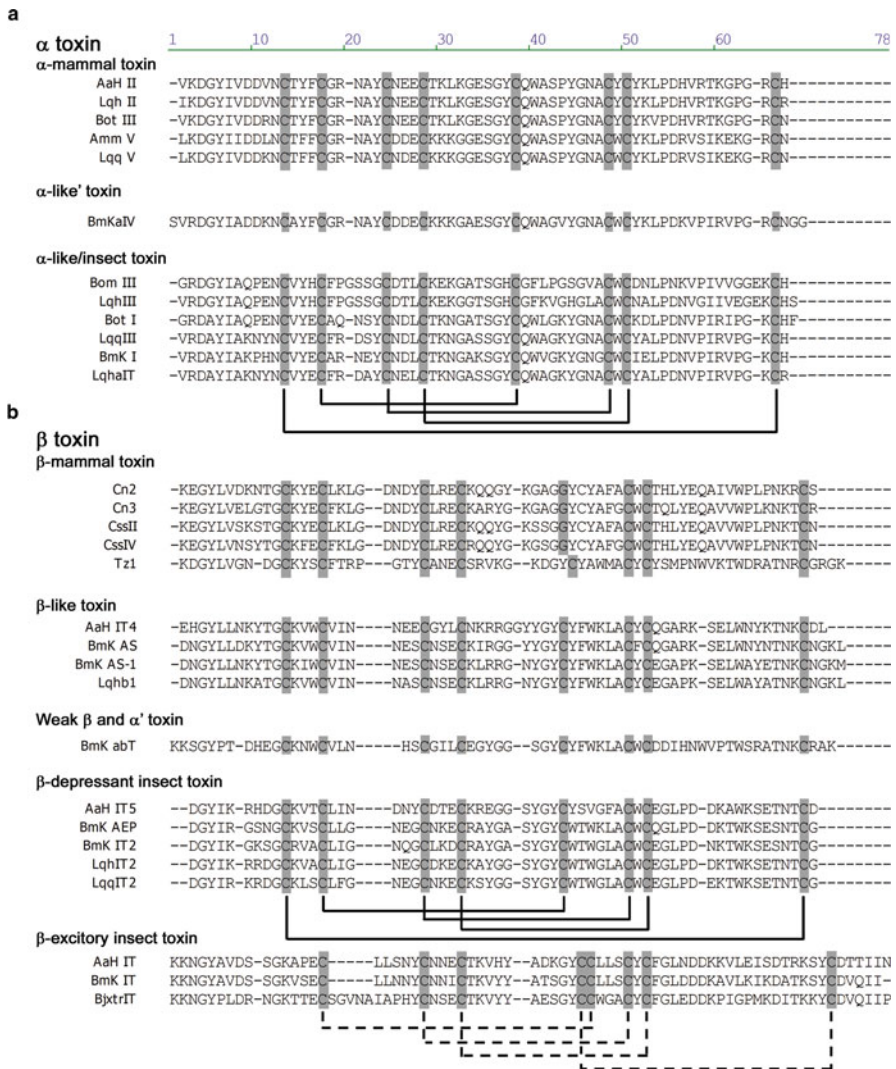 a
α toxin
1 10 20 30 40 50 60 78
α-mammal toxin
AaH II -VKDGYIVDDVNCTYFCGR-NAYCNEECTKLKGESGYCQWASPYGNACYCYKLPDHVRTKGPG-RCH-----------
Lqh II -IKDGYIVDDVNCTYFCGR-NAYCNEECTKLKGESGYCQWASPYGNACYCYKLPDHVRTKGPG-RCN-----------
Bot III -VKDGYIVDDRNCTYFCGR-NAYCNEECTKLKGESGYCQWASPYGNACYCYKVPDHVRTKGPG-RCN-----------
Amm V -LKDGYIIDDLNCTFFCGR-NAYCDDECKKKGGESGYCQWASPYGNACWCYKLPDRVSIKEKG-RCN-----------
Lqq V -LKDGYIVDDKNCTFFCGR-NAYCNDECKKKGGESGYCQWASPYGNACWCYKLPDRVSIKEKG-RCN-----------
α-like' toxin
BmKaIV SVRDGYIADDKNCAYFCGR-NAYCDDECKKKGAESGYCQWAGVYGNACWCYKLPDKVPIRVPG-RCNGG---------
α-like/insect toxin
Bom III -GRDGYIAQPENCVYHCFPGSSGCDTLCKEKGATSGHCGFLPGSGVACWCDNLPNKVPIVVGGEKCH-----------
LqhIII -VRDGYIAQPENCVYHCFPGSSGCDTLCKEKGGTSGHCGFKVGHGLACWCNALPDNVGIIVEGEKCHS----------
Bot I -GRDAYIAQPENCVYECAQ-NSYCNDLCTKNGATSGYCQWLGKYGNACWCKDLPDNVPIRIPG-KCHF----------
LqqIII -VRDAYIAKNYNCVYECFR-DSYCNDLCTKNGASSGYCQWAGKYGNACWCYALPDNVPIRVPG-KCH-----------
BmK I -VRDAYIAKPHNCVYECAR-NEYCNDLCTKNGAKSGYCQWVGKYGNGCWCIELPDNVPIRVPG-KCH-----------
LqhaIT -VRDAYIAKNYNCVYECFR-DAYCNELCTKNGASSGYCQWAGKYGNACWCYALPDNVPIRVPG-KCR-----------
b
β toxin
β-mammal toxin
Cn2 -KEGYLVDKNTGCKYECLKLG--DNDYCLRECKQQGY-KGAGGYCYAFACWCTHLYEQAIVWPLPNKRCS--------
Cn3 -KEGYLVELGTGCKYECFKLG--DNDYCLRECKARYG-KGAGGYCYAFGCWCTQLYEQAVVWPLKNKTCR--------
CssII -KEGYLVSKSTGCKYECLKLG--DNDYCLRECKQQYG-KSSGGYCYAFACWCTHLYEQAVVWPLPNKTCN--------
CssIV -KEGYLVNSYTGCKFECFKLG--DNDYCLRECRQQYG-KGSGGYCYAFGCWCTHLYEQAVVWPLPNKTCN--------
Tz1 -KDGYLVGN-DGCKYSCFTRP---GTYCANECSRVKG-KDGYCYAWMACYCYSMPNWVKTWDRATNRCGRGK-----
β-like toxin
AaH IT4 -EHGYLLNKYTGCKVWCVIN---NEECGYLCNKRRGGYYGYCYFWKLACYCQGARK-SELWNYKTNKCDL------
BmK AS -DNGYLLDKYTGCKVWCVIN---NESCNSECKIRGG-YYGYCYFWKLACFCQGARK-SELWNYNTNKCNGKL----
BmK AS-1 -DNGYLLNKYTGCKIWCVIN---NESCNSECKLRRG-NYGYCYFWKLACYCEGAPK-SELWAYETNKCNGKM----
Lqhb1 -DNGYLLNKATGCKVWCVIN---NASCNSECKLRRG-NYGYCYFWKLACYCEGAPK-SELWAYATNKCNGKM----
Weak β and α' toxin
BmK abT KKSGYPT-DHEGCKNWCVLN-----HSCGILCEGYGG--SGYCYFWKLACWCDDIHNWVPTWSRATNKCRAK-----
β-depressant insect toxin
AaH IT5 --DGYIK-RHDGCKVTCLIN----DNYCDTECKREGG-SYGYCYSVGFACWCEGLPD-DKAWKSETNTCD--------
BmK AEP --DGYIR-GSNGCKVSCLLG----NEGCNKECRAYGA-SYGYCWTWKLACWCQGLPD-DKTWKSESNTCG--------
BmK IT2 --DGYIK-GKSGCRVACLIG----NQGCLKDCRAYGA-SYGYCWTWGLACWCEGLPD-NKTWKSESNTCG--------
LqhIT2 --DGYIK-RRDGCKVACLIG----NEGCDKECKAYGG-SYGYCWTWGLACWCEGLPD-DKTWKSETNTCG--------
LqqIT2 --DGYIR-KRDGCKLSCLFG----NEGCNKECKSYGG-SYGYCWTWGLACWCEGLPD-EKTWKSETNTCG--------
β-excitory insect toxin
AaH IT KKNGYAVDS-SGKAPEC-----LLSNYCNNECTKVHY--ADKGYCCLLSCYCFGLNDDKKVLEISDTRKSYCDTTIIN
BmK IT KKNGYAVDS-SGKVSEC-----LLNNYCNNICTKVYY--ATSGYCCLLSCYCFGLDDDKAVLKIKDATKSYCDVQII-
BjxtrIT KKNGYPLDR-NGKTTECSGVNAIAPHYCNSECTKVYY--AESGYCCWGACYCFGLEDDKPIGPMKDITKKYCDVQIIP